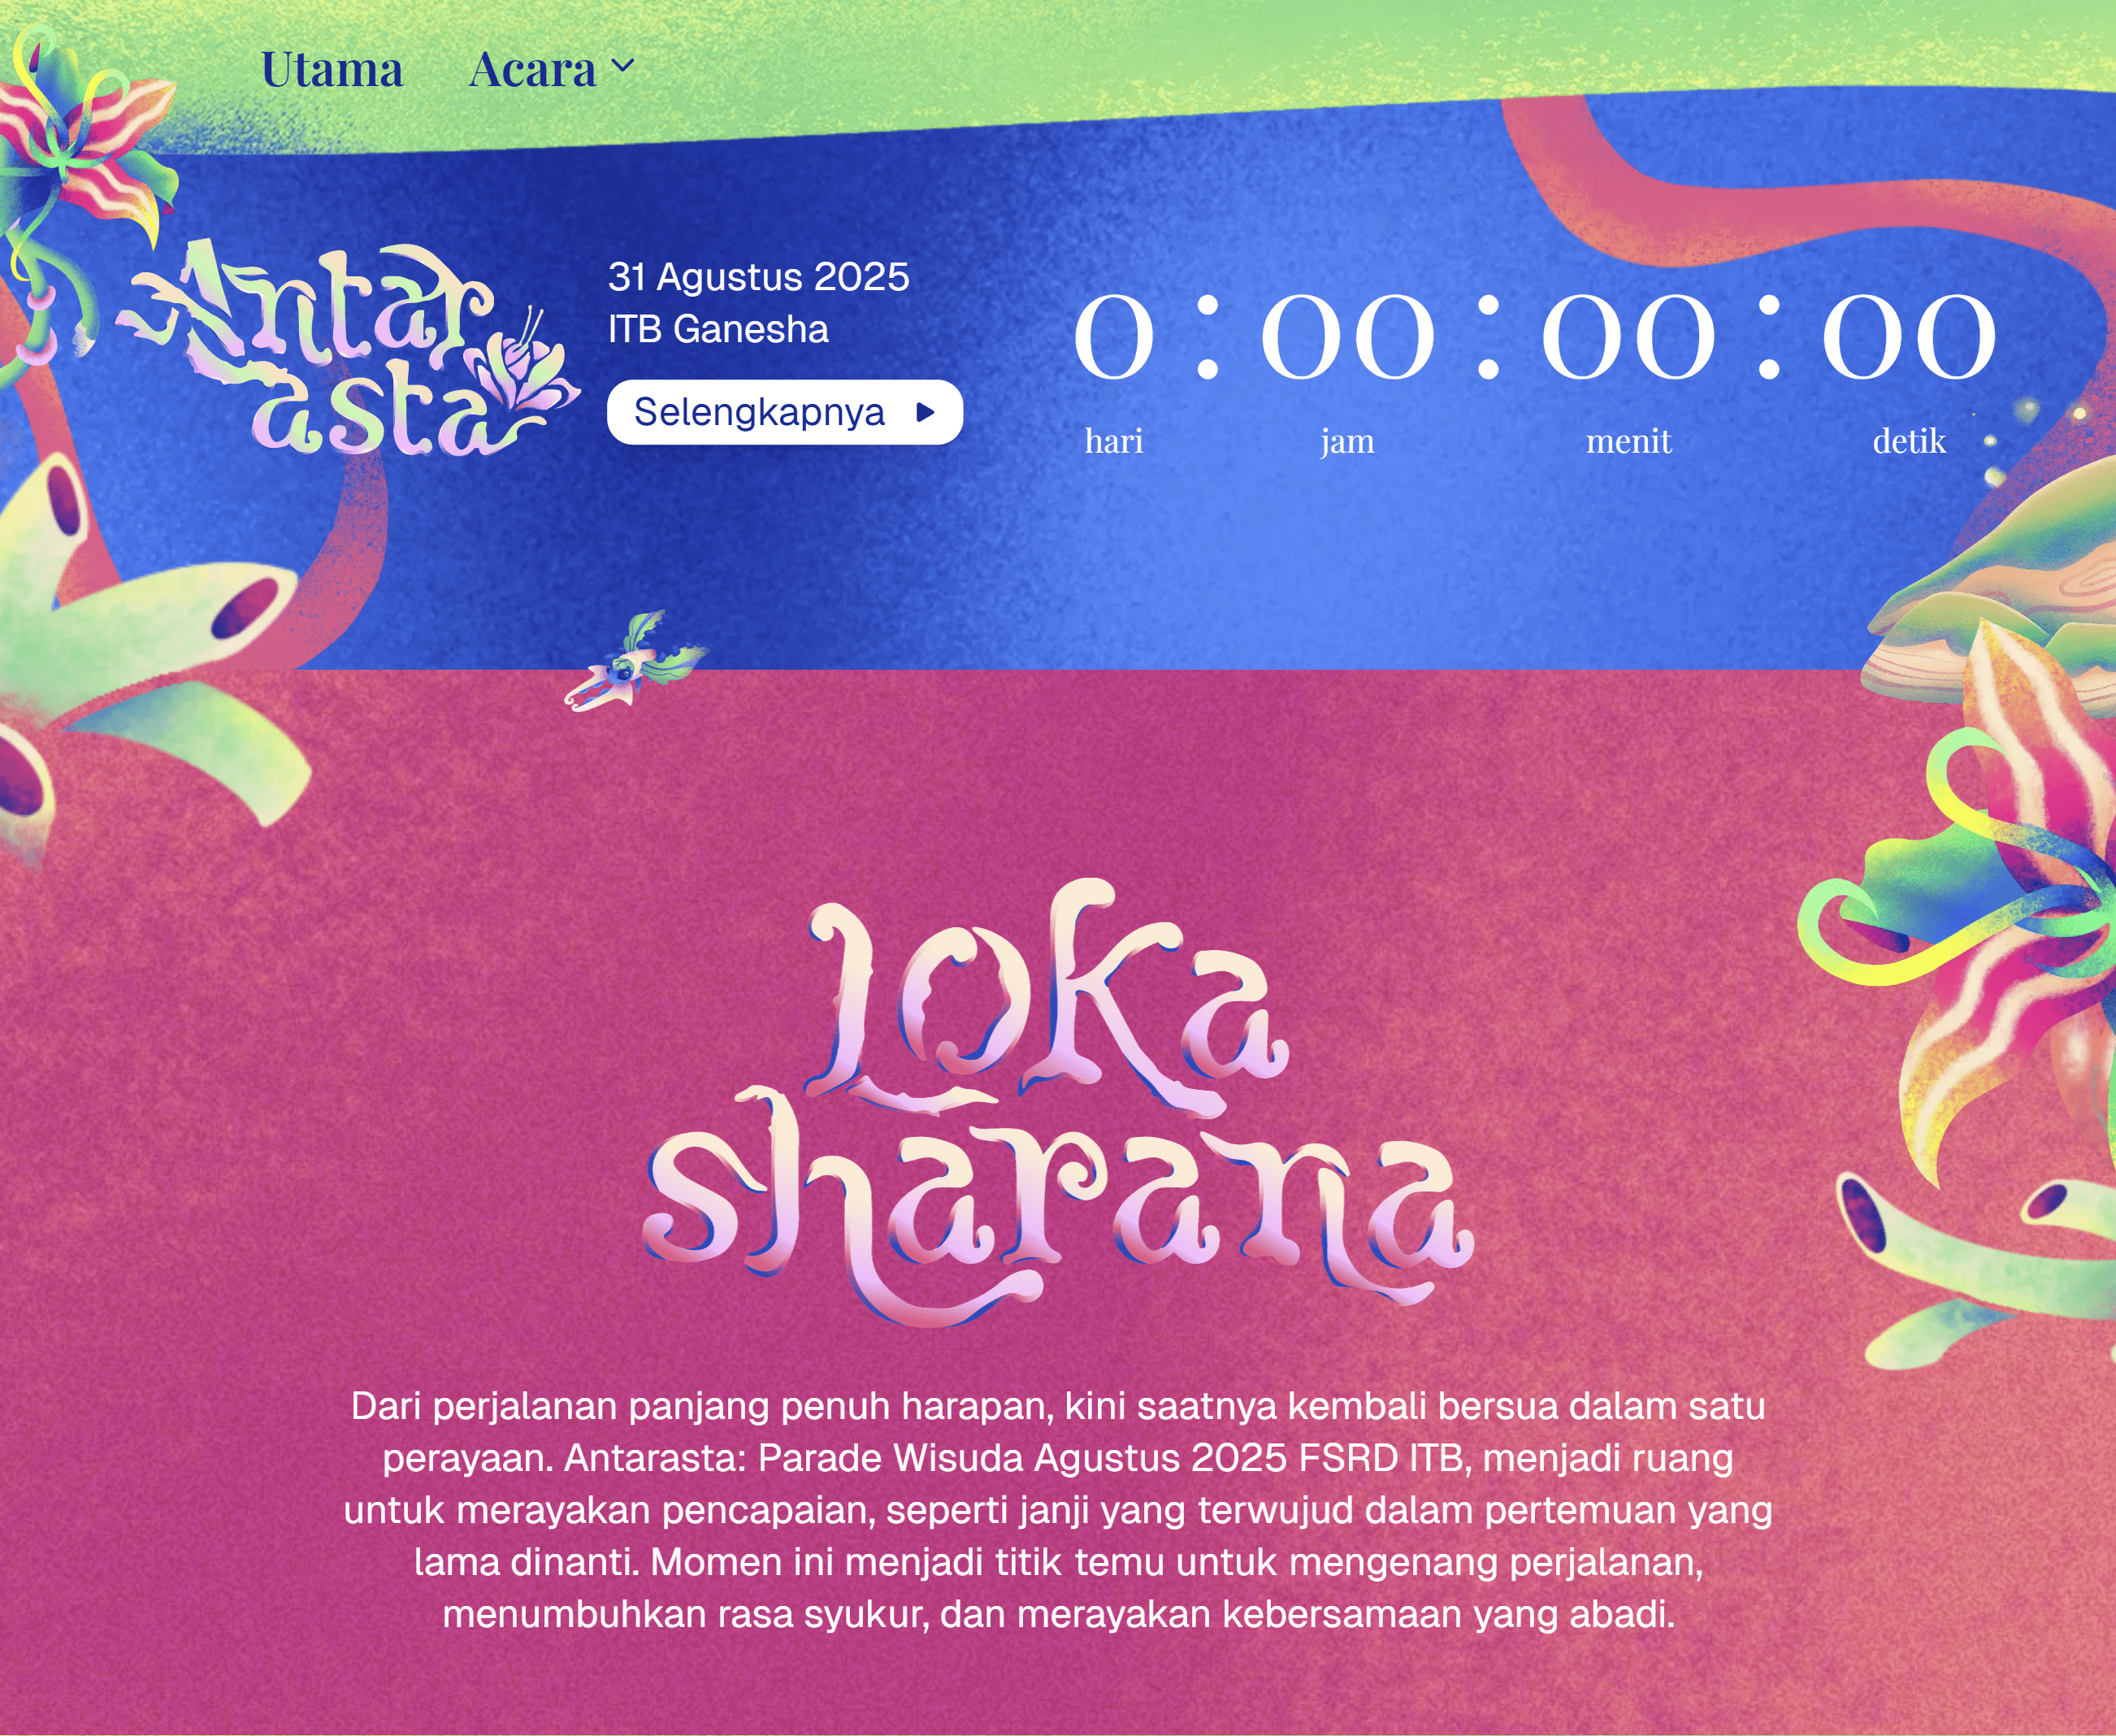 Utama Acara
Antar
asta
31 Agustus 2025
ITB Ganesha
Selengkapnya
0 : 00 : 00 : 00
hari jam menit detik
Loka
sharana
Dari perjalanan panjang penuh harapan, kini saatnya kembali bersua dalam satu
perayaan. Antarasta: Parade Wisuda Agustus 2025 FSRD ITB, menjadi ruang
untuk merayakan pencapaian, seperti janji yang terwujud dalam pertemuan yang
lama dinanti. Momen ini menjadi titik temu untuk mengenang perjalanan,
menumbuhkan rasa syukur, dan merayakan kebersamaan yang abadi.